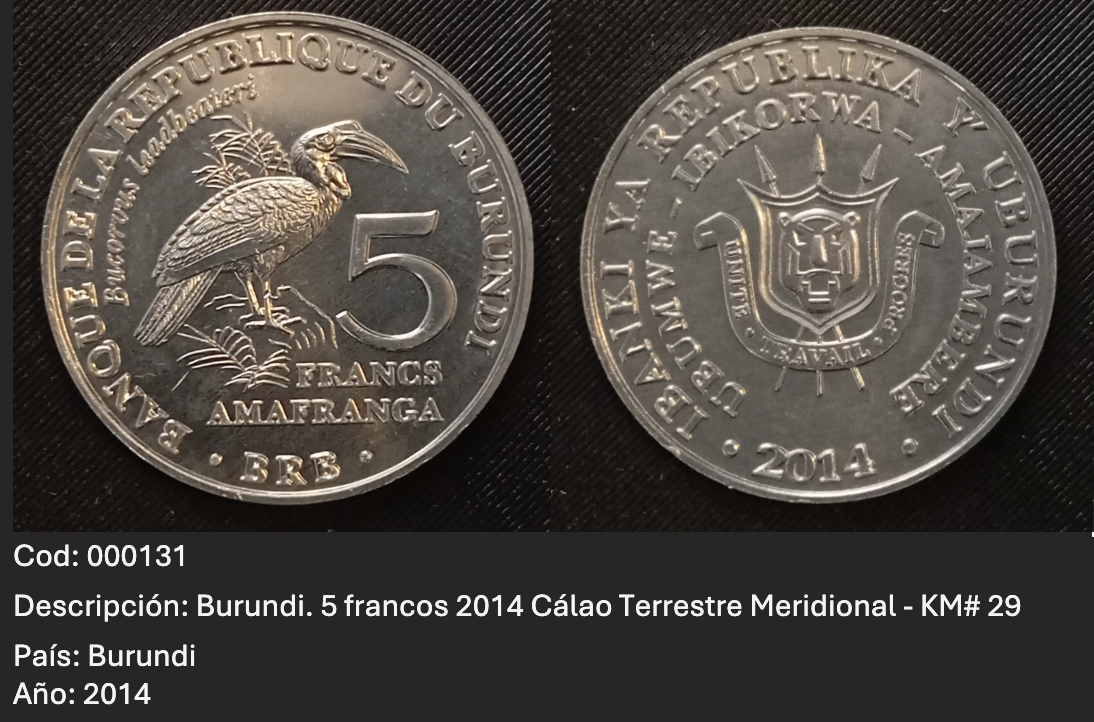 BANQUE DE LA REPUBLIQUE DU BURUNDI
Bucorvus leadbeateri
5
FRANCS
AMAFRANGA
• BRB •
IBANKI YA REPUBLIKA Y' UBURUNDI
UBUMWE - IBIKORWA - AMAJAMBERE
UNITE • TRAVAIL • PROGRES
• 2014 •
Cod: 000131
Descripción: Burundi. 5 francos 2014 Cálao Terrestre Meridional - KM# 29
País: Burundi
Año: 2014